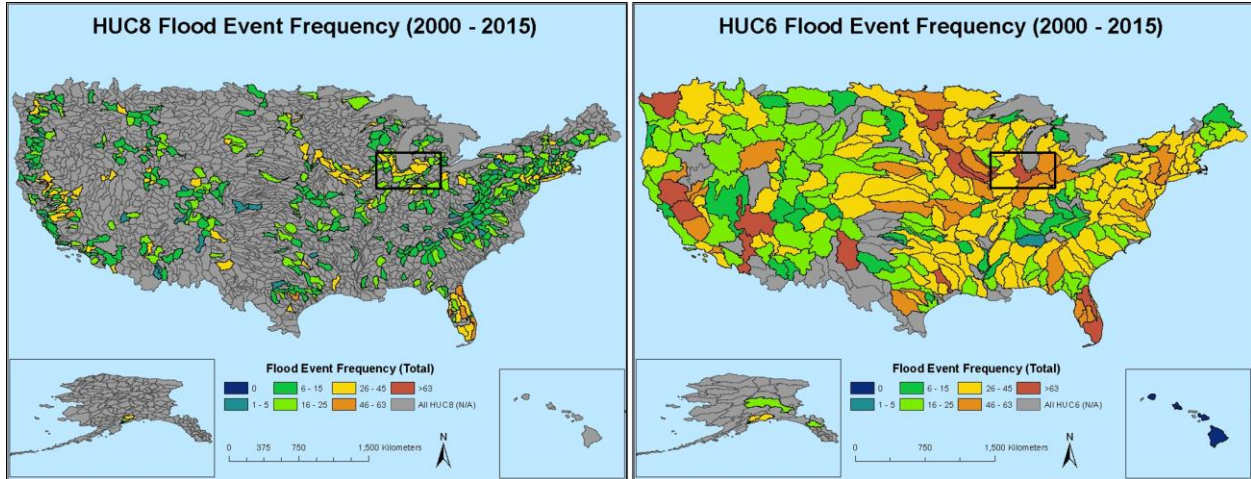 HUC8 Flood Event Frequency (2000 - 2015)
Flood Event Frequency (Total)
0 6 - 15 26 - 45 >63
1 - 5 16 - 25 46 - 63 All HUC8 (N/A)
0 375 750 1,500 Kilometers
N
HUC6 Flood Event Frequency (2000 - 2015)
Flood Event Frequency (Total)
0 6 - 15 26 - 45 >63
1 - 5 16 - 25 46 - 63 All HUC6 (N/A)
0 375 750 1,500 Kilometers
N